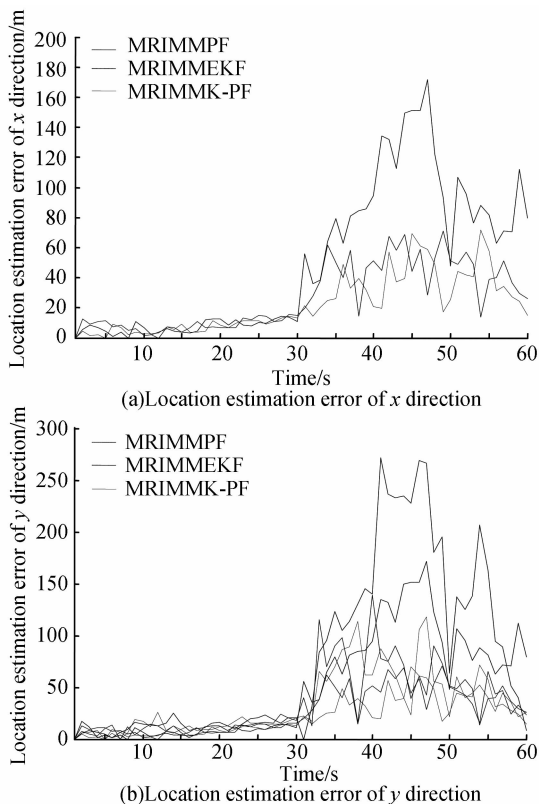 Location estimation error of x direction/m
200
180
160
140
120
100
80
60
40
20
0
MRIMMPF
MRIMMEKF
MRIMMK-PF
10 20 30 40 50 60
Time/s
(a)Location estimation error of x direction
Location estimation error of y direction/m
300
250
200
150
100
50
0
MRIMMPF
MRIMMEKF
MRIMMK-PF
10 20 30 40 50 60
Time/s
(b)Location estimation error of y direction